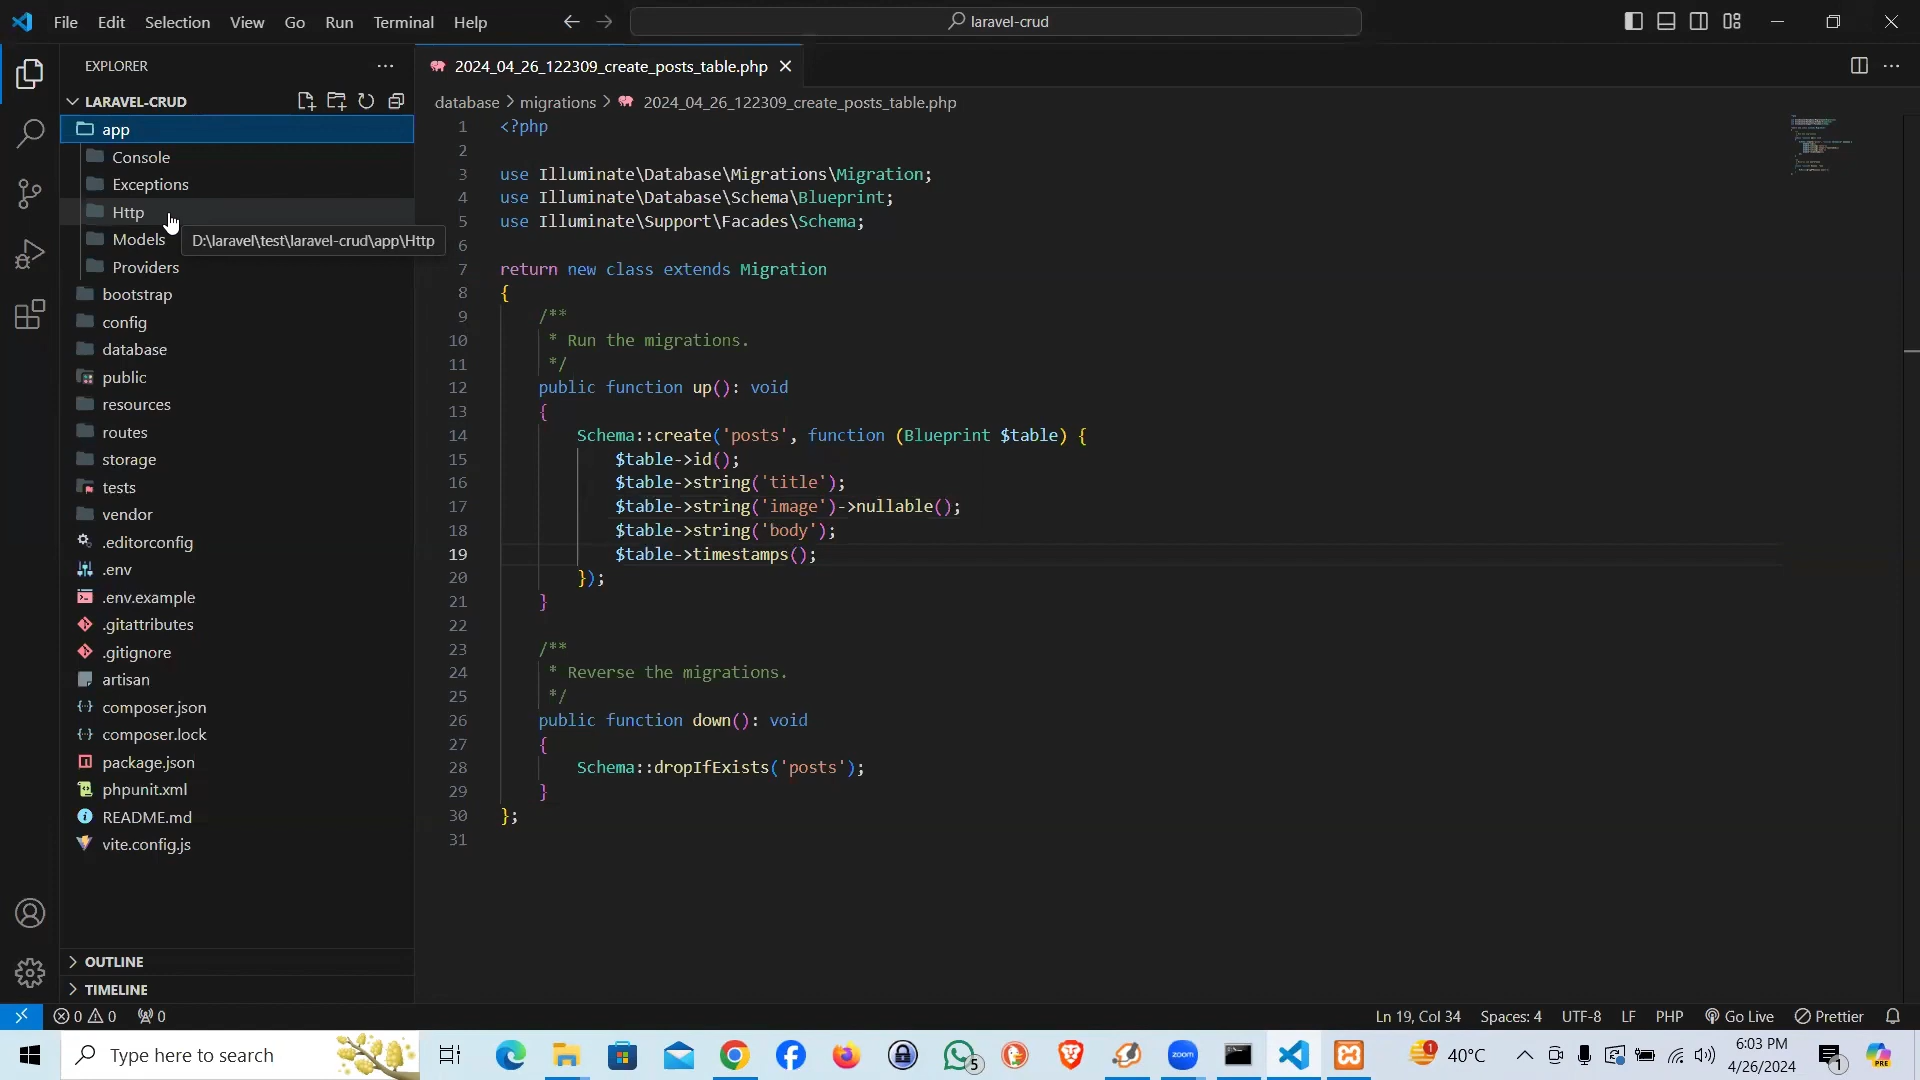 File Edit Selection View Go Run Terminal Help
laravel-crud
EXPLORER
LARAVEL-CRUD
app
Console
Exceptions
Http
Models
D:\laravel\test\laravel-crud\app\Http
Providers
bootstrap
config
database
public
resources
routes
storage
tests
vendor
.editorconfig
.env
.env.example
.gitattributes
.gitignore
artisan
composer.json
composer.lock
package.json
phpunit.xml
README.md
vite.config.js
OUTLINE
TIMELINE
2024_04_26_122309_create_posts_table.php
database > migrations > 2024_04_26_122309_create_posts_table.php
1 <?php
2
3 use Illuminate\Database\Migrations\Migration;
4 use Illuminate\Database\Schema\Blueprint;
5 use Illuminate\Support\Facades\Schema;
6
7 return new class extends Migration
8 {
9 /**
10 * Run the migrations.
11 */
12 public function up(): void
13 {
14 Schema::create('posts', function (Blueprint $table) {
15 $table->id();
16 $table->string('title');
17 $table->string('image')->nullable();
18 $table->string('body');
19 $table->timestamps();
20 });
21 }
22
23 /**
24 * Reverse the migrations.
25 */
26 public function down(): void
27 {
28 Schema::dropIfExists('posts');
29 }
30 };
31
0 0 0
Ln 19, Col 34 Spaces: 4 UTF-8 LF PHP Go Live Prettier
Type here to search
zoom
5
1
40°C
6:03 PM
4/26/2024
1
PRE